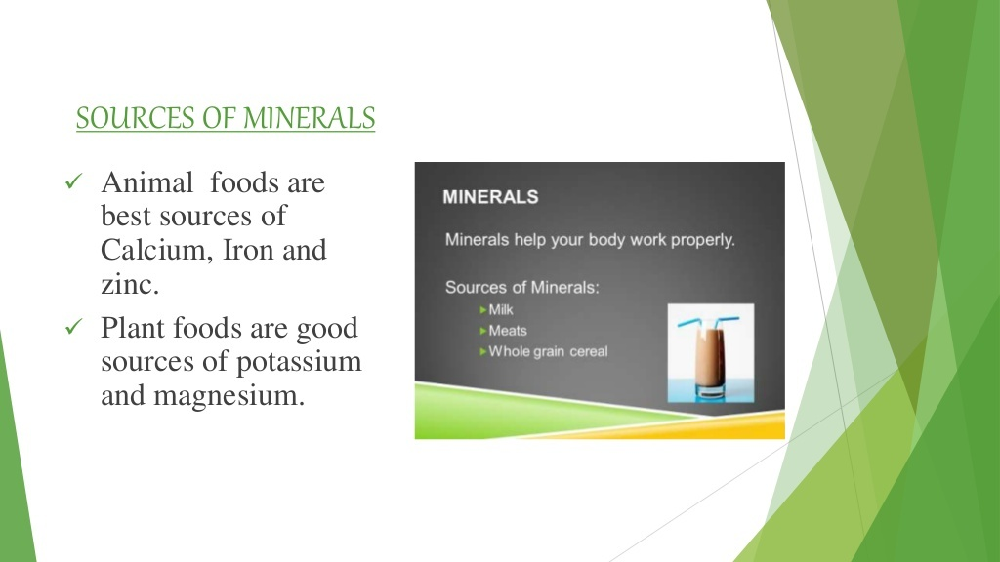 SOURCES OF MINERALS
✓ Animal  foods are
best sources of
Calcium, Iron and
zinc.
✓ Plant foods are good
sources of potassium
and magnesium.
MINERALS
Minerals help your body work properly.
Sources of Minerals:
▸Milk
▸Meats
▸Whole grain cereal